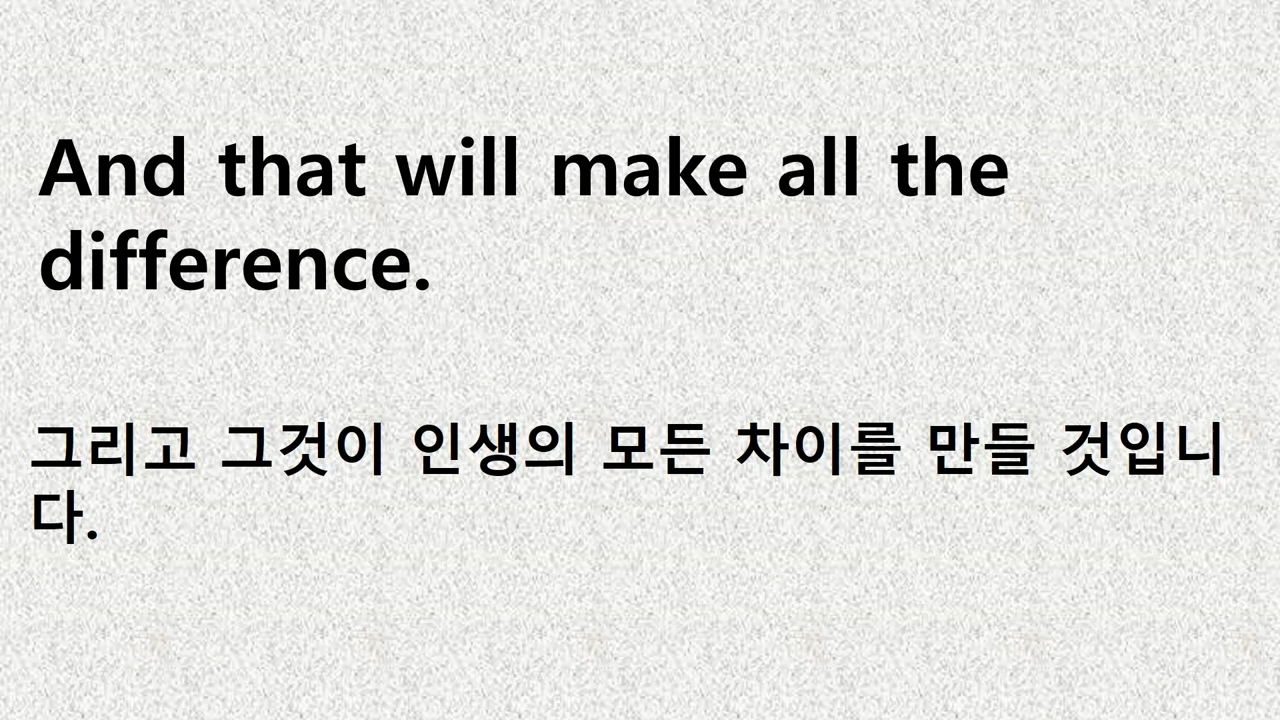 And that will make all the
difference.
그리고 그것이 인생의 모든 차이를 만들 것입니
다.